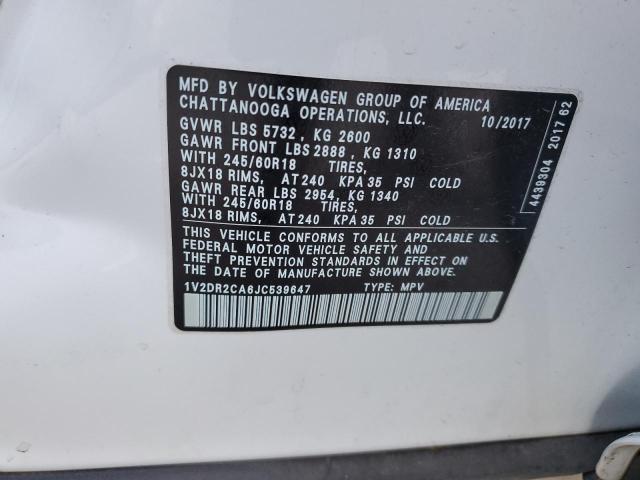 MFD BY VOLKSWAGEN GROUP OF AMERICA
CHATTANOOGA OPERATIONS, LLC. 10/2017
GVWR LBS 5732 , KG 2600
GAWR FRONT LBS 2888 , KG 1310
WITH 245/60R18 TIRES,
8JX18 RIMS, AT 240 KPA 35 PSI COLD
GAWR REAR LBS 2954, KG 1340
WITH 245/60R18 TIRES,
8JX18 RIMS, AT 240 KPA 35 PSI COLD
THIS VEHICLE CONFORMS TO ALL APPLICABLE U.S.
FEDERAL MOTOR VEHICLE SAFETY AND
THEFT PREVENTION STANDARDS IN EFFECT ON
THE DATE OF MANUFACTURE SHOWN ABOVE.
1V2DR2CA6JC539647 TYPE: MPV
4439304 2017 62